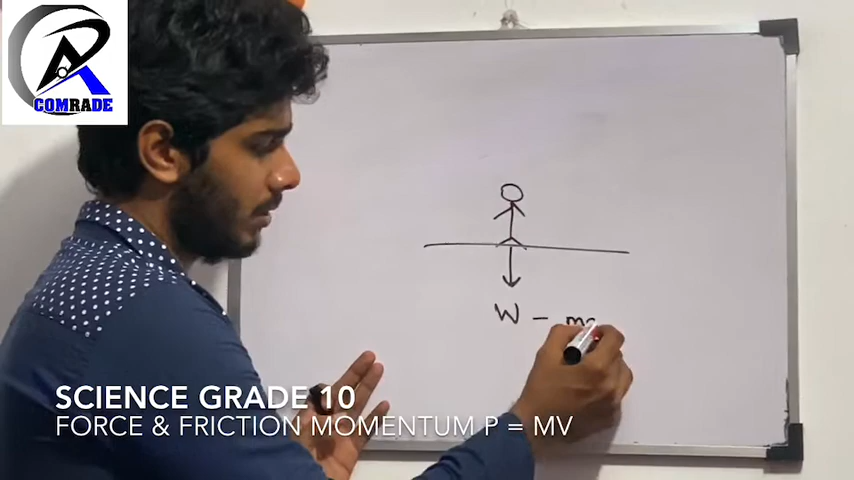 COMRADE
W - m
SCIENCE GRADE 10
FORCE & FRICTION MOMENTUM P = MV